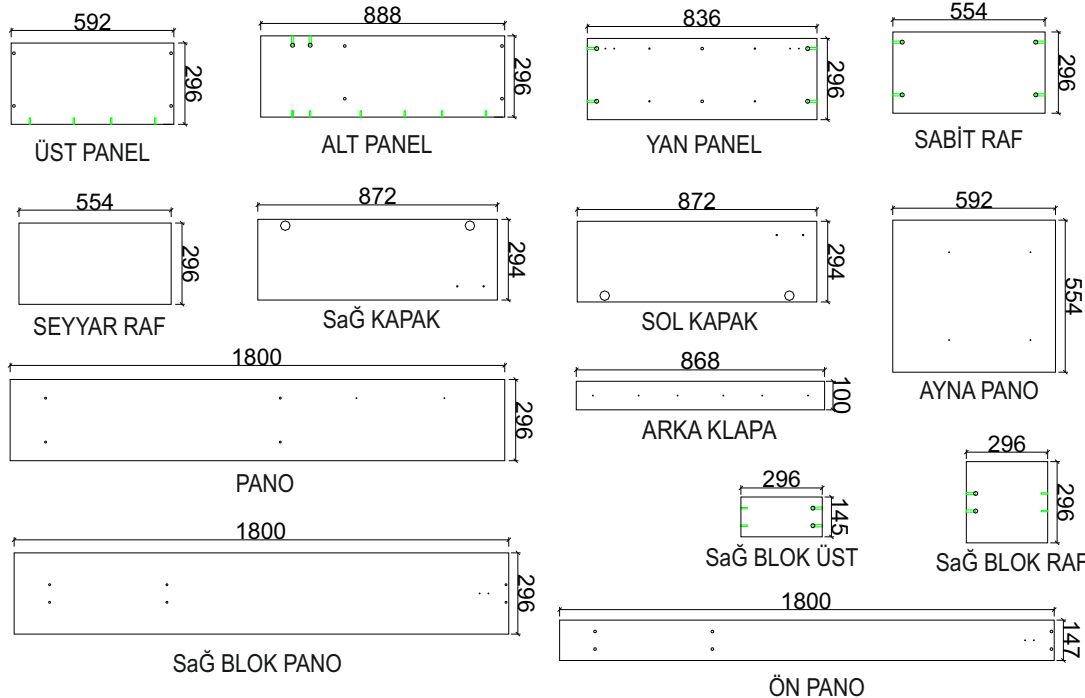 592
296
ÜST PANEL
888
296
ALT PANEL
836
296
YAN PANEL
554
296
SABİT RAF
554
296
SEYYAR RAF
872
294
SaĞ KAPAK
872
294
SOL KAPAK
592
554
AYNA PANO
1800
296
PANO
868
100
ARKA KLAPA
296
145
SaĞ BLOK ÜST
296
296
SaĞ BLOK RAF
1800
296
SaĞ BLOK PANO
1800
147
ÖN PANO